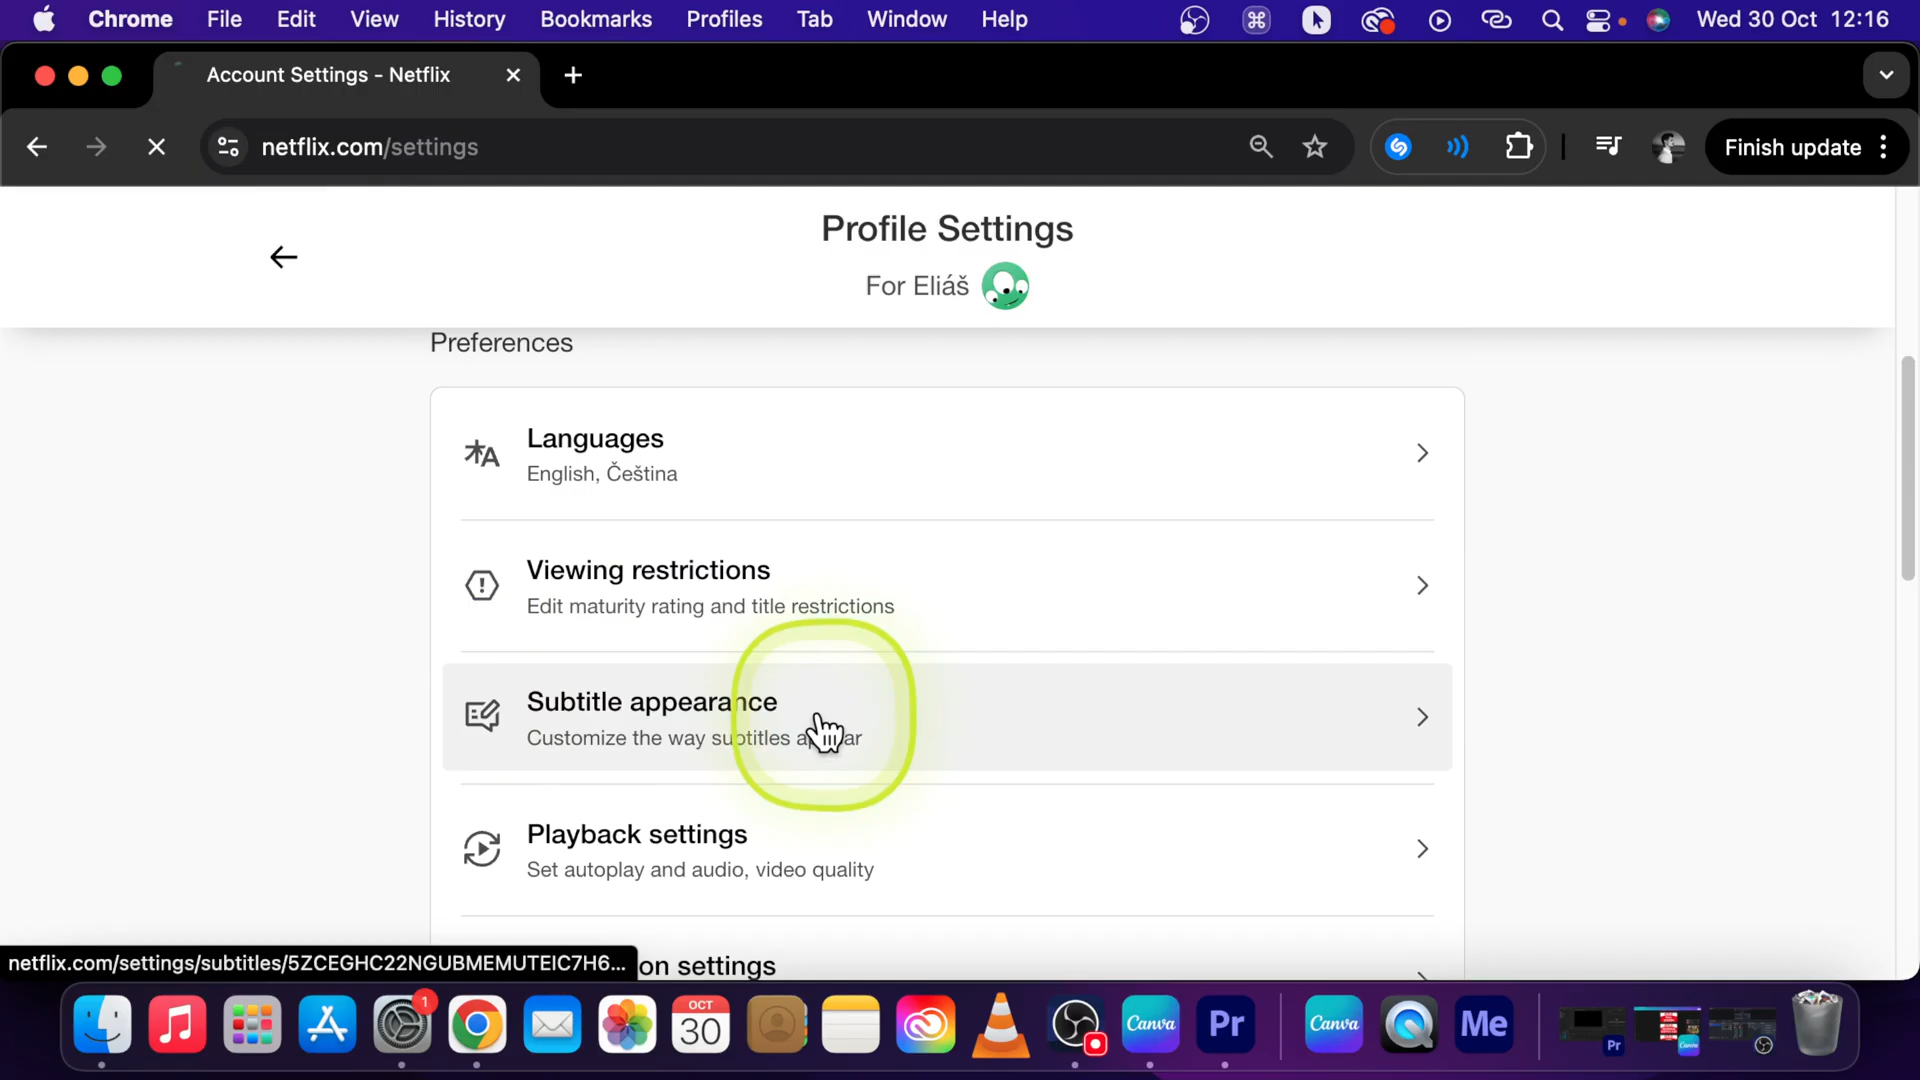 Chrome File Edit View History Bookmarks Profiles Tab Window Help Wed 30 Oct 12:16
Account Settings - Netflix
netflix.com/settings
Finish update
Profile Settings
For Eliáš
Preferences
Languages
English, Čeština
Viewing restrictions
Edit maturity rating and title restrictions
Subtitle appearance
Customize the way subtitles appear
Playback settings
Set autoplay and audio, video quality
on settings
netflix.com/settings/subtitles/5ZCEGHC22NGUBMEMUTEIC7H6...
1
OCT
30
Canva
Pr
Canva
Me
Pr